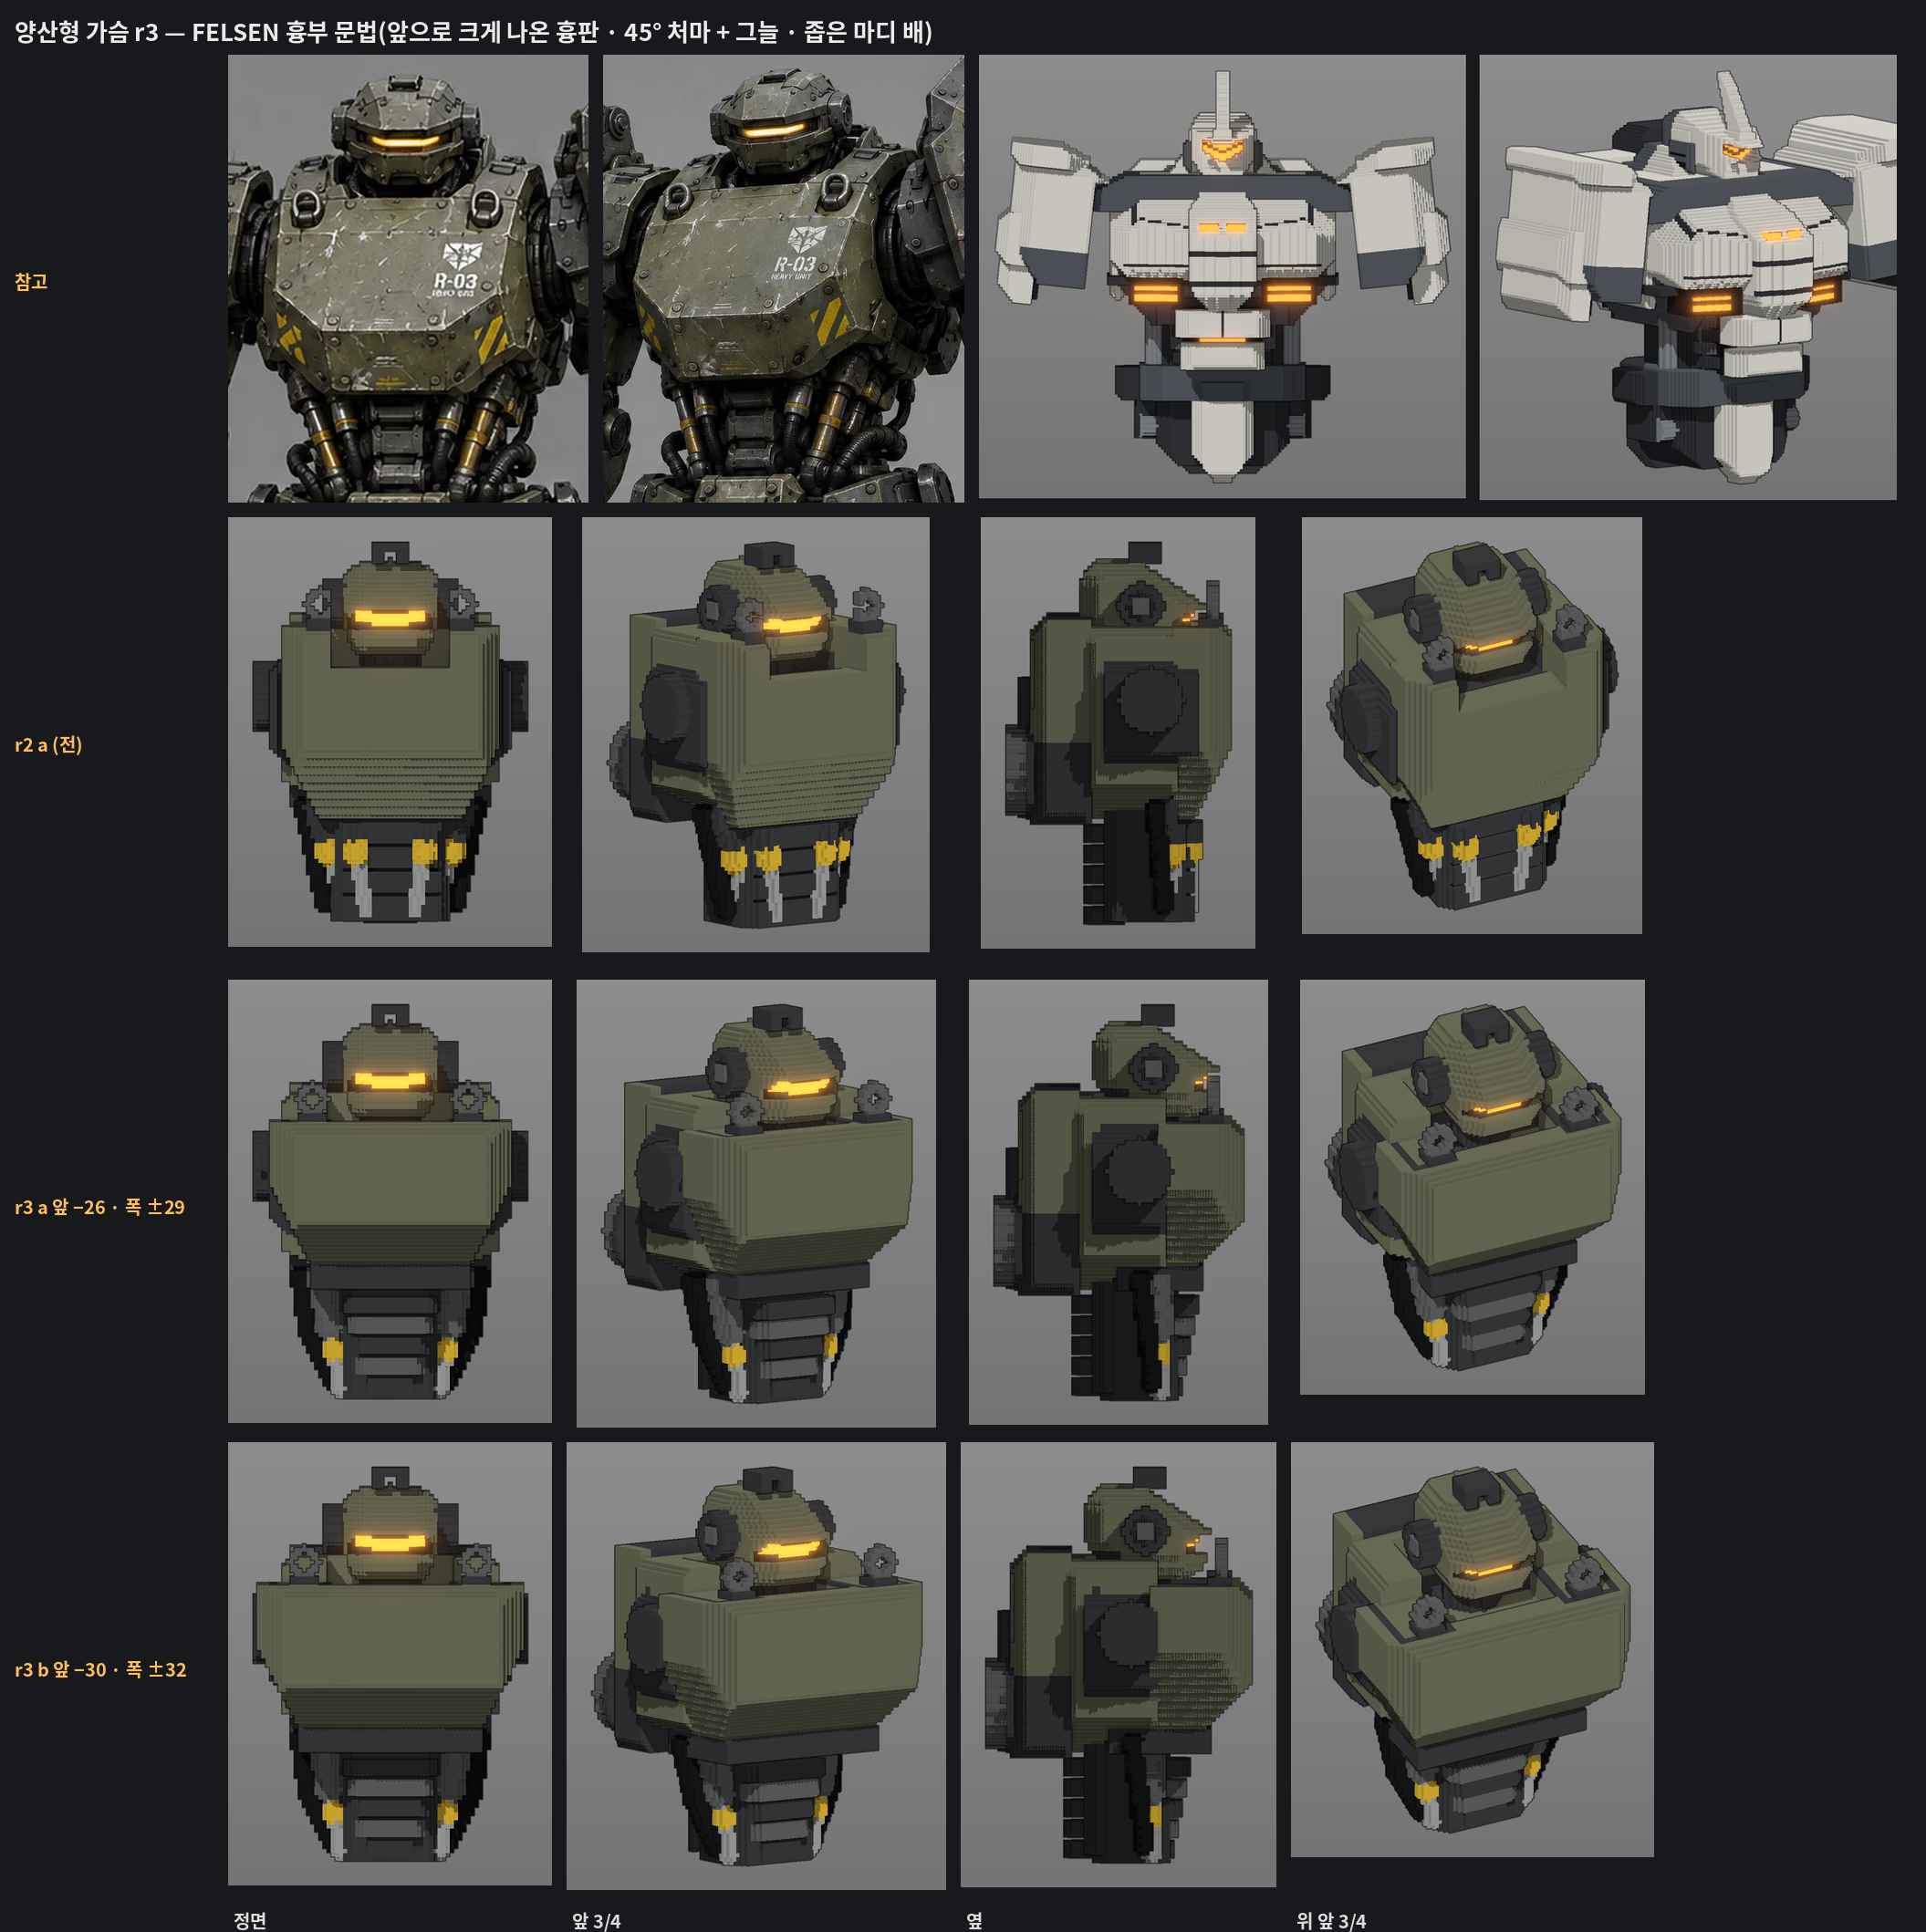 양산형 가슴 r3 — FELSEN 흉부 문법(앞으로 크게 나온 흉판 · 45° 처마 + 그늘 · 좁은 마디 배)
참고
R-03
R-03
HEAVY UNIT
r2 a (전)
r3 a 앞 −26 · 폭 ±29
r3 b 앞 −30 · 폭 ±32
정면
앞 3/4
옆
위 앞 3/4